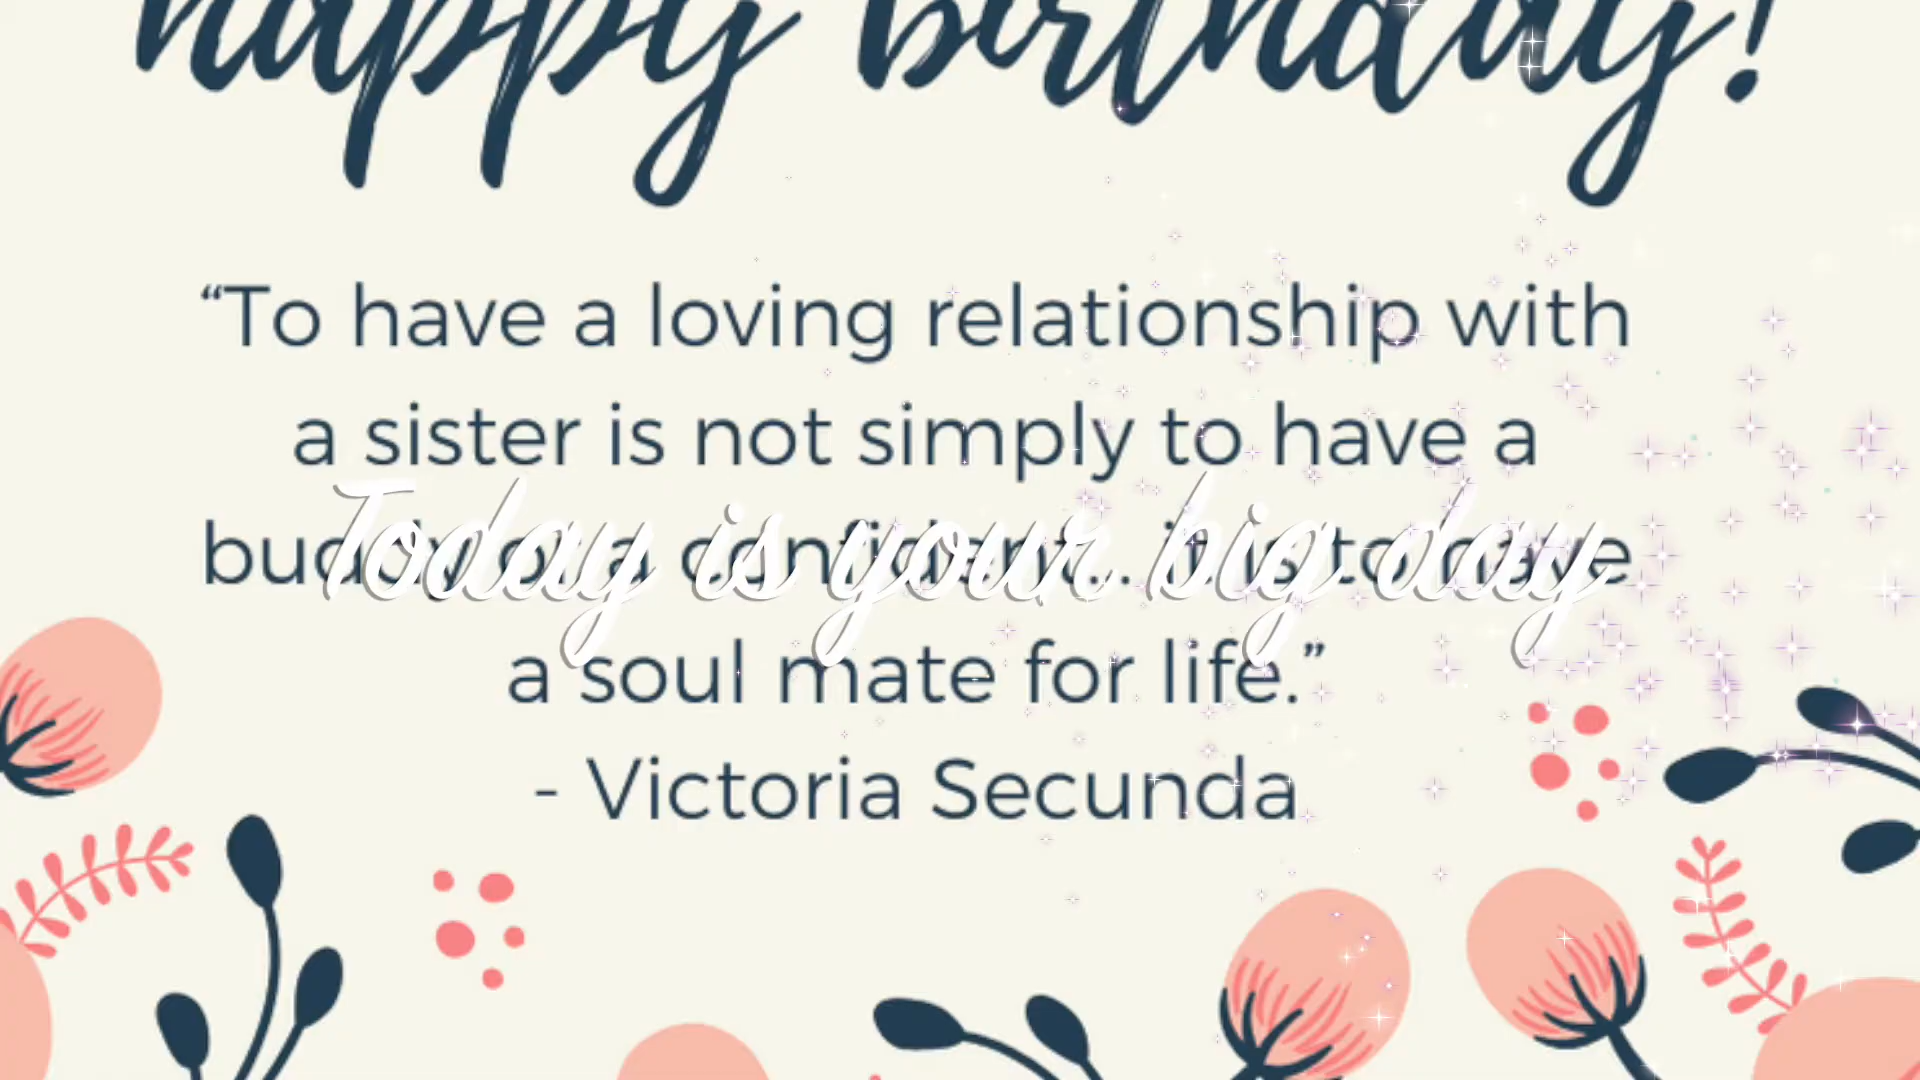 happy birthday!
“To have a loving relationship with
a sister is not simply to have a
buddy or a confidant... it is to have
Today is your big day
a soul mate for life.”
- Victoria Secunda